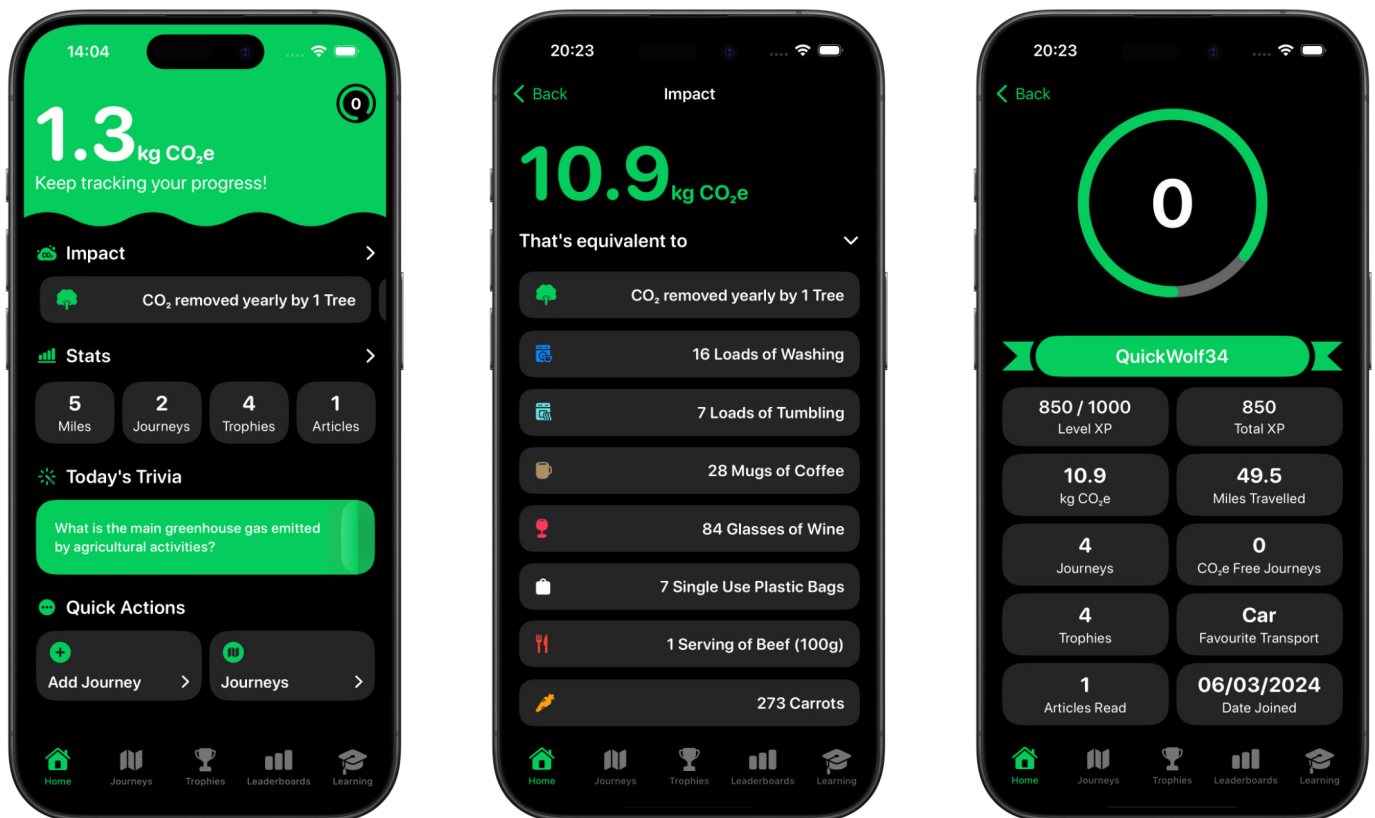 14:04
0
1.3 kg CO₂e
Keep tracking your progress!
Impact
CO₂
CO₂ removed yearly by 1 Tree
Stats
5
Miles
2
Journeys
4
Trophies
1
Articles
Today's Trivia
What is the main greenhouse gas emitted
by agricultural activities?
Quick Actions
Add Journey
Journeys
Home
Journeys
Trophies
Leaderboards
Learning
20:23
Back
Impact
10.9 kg CO₂e
That's equivalent to
CO₂ removed yearly by 1 Tree
16 Loads of Washing
7 Loads of Tumbling
28 Mugs of Coffee
84 Glasses of Wine
7 Single Use Plastic Bags
1 Serving of Beef (100g)
273 Carrots
Home
Journeys
Trophies
Leaderboards
Learning
20:23
Back
0
QuickWolf34
850 / 1000
Level XP
850
Total XP
10.9
kg CO₂e
49.5
Miles Travelled
4
Journeys
0
CO₂e Free Journeys
4
Trophies
Car
Favourite Transport
1
Articles Read
06/03/2024
Date Joined
Home
Journeys
Trophies
Leaderboards
Learning